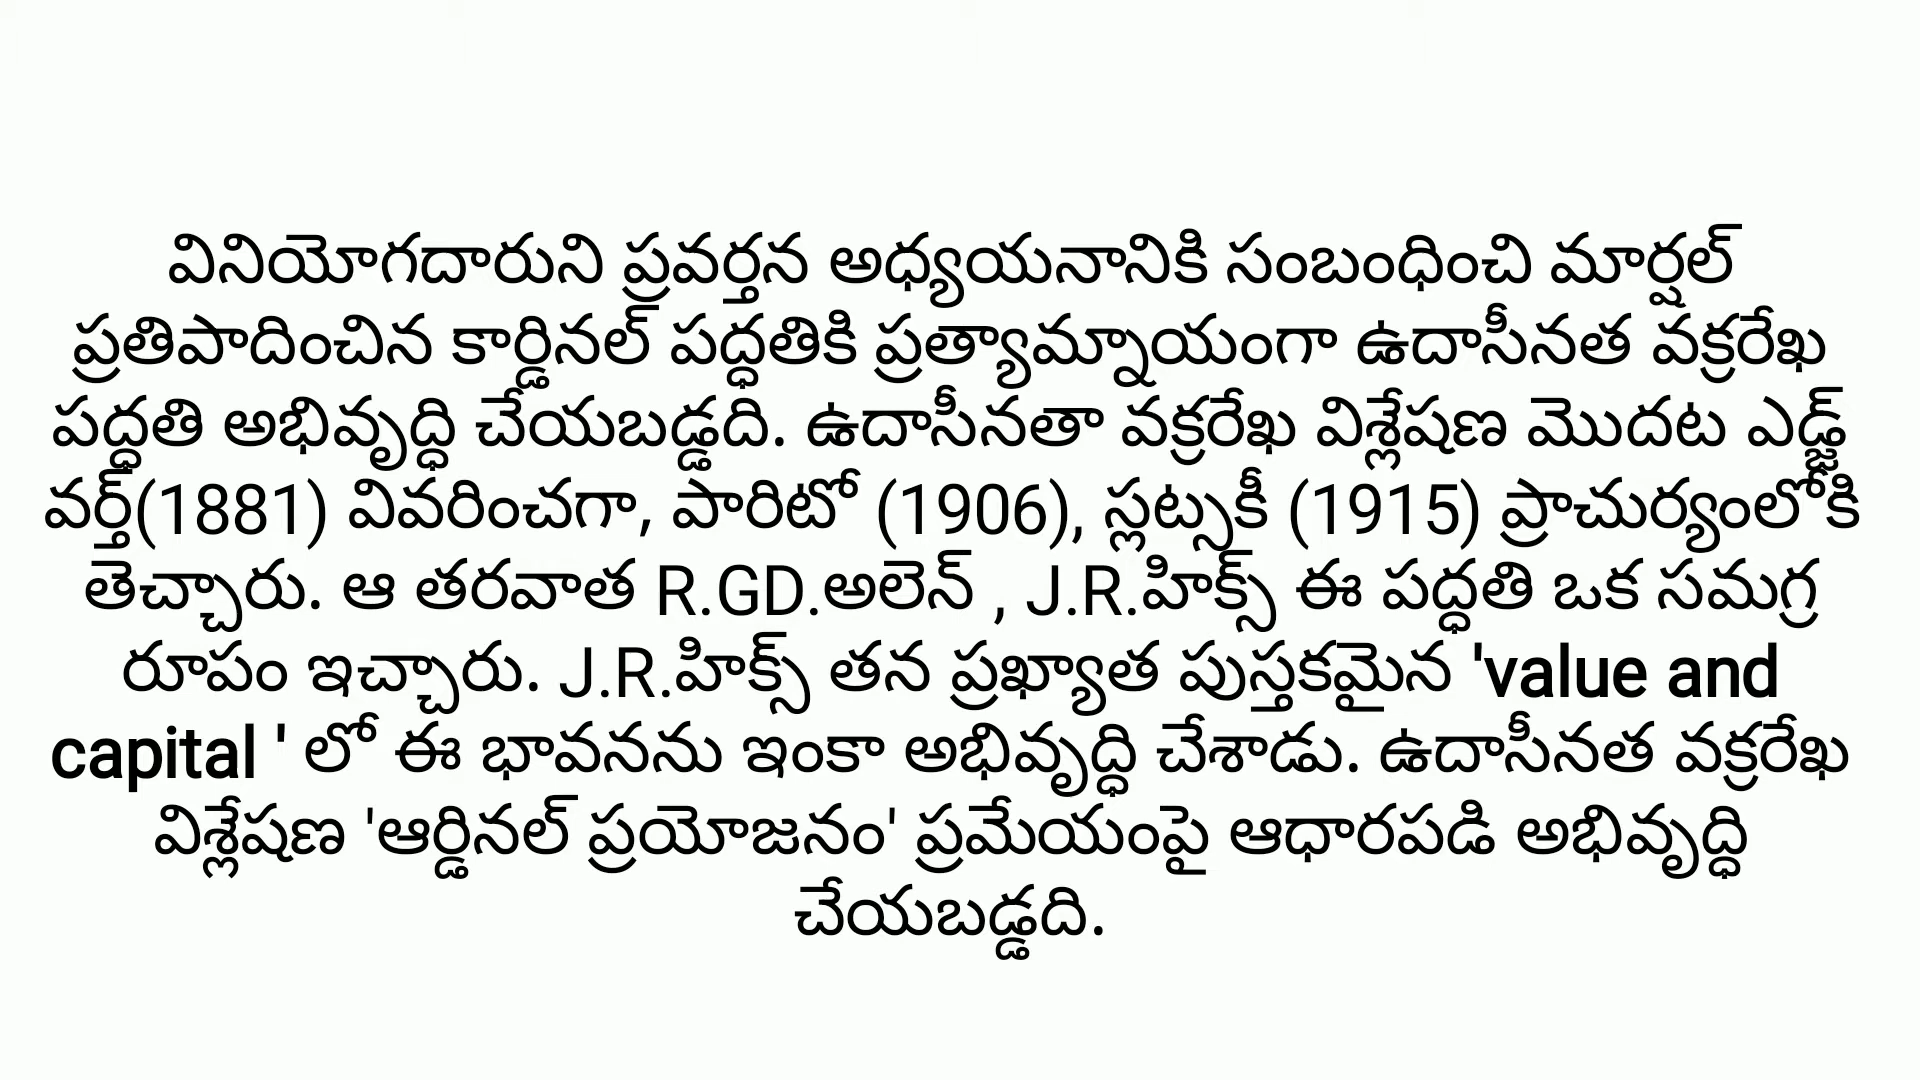 వినియోగదారుని ప్రవర్తన అధ్యయనానికి సంబంధించి మార్షల్
ప్రతిపాదించిన కార్డినల్ పద్ధతికి ప్రత్యామ్నాయంగా ఉదాసీనత వక్రరేఖ
పద్ధతి అభివృద్ధి చేయబడ్డది. ఉదాసీనతా వక్రరేఖ విశ్లేషణ మొదట ఎడ్జ్
వర్త్(1881) వివరించగా, పారిటో (1906), స్లట్సకీ (1915) ప్రాచుర్యంలోకి
తెచ్చారు. ఆ తరవాత R.GD.అలెన్ , J.R.హిక్స్ ఈ పద్ధతి ఒక సమగ్ర
రూపం ఇచ్చారు. J.R.హిక్స్ తన ప్రఖ్యాత పుస్తకమైన 'value and
capital ' లో ఈ భావనను ఇంకా అభివృద్ధి చేశాడు. ఉదాసీనత వక్రరేఖ
విశ్లేషణ 'ఆర్డినల్ ప్రయోజనం' ప్రమేయంపై ఆధారపడి అభివృద్ధి
చేయబడ్డది.